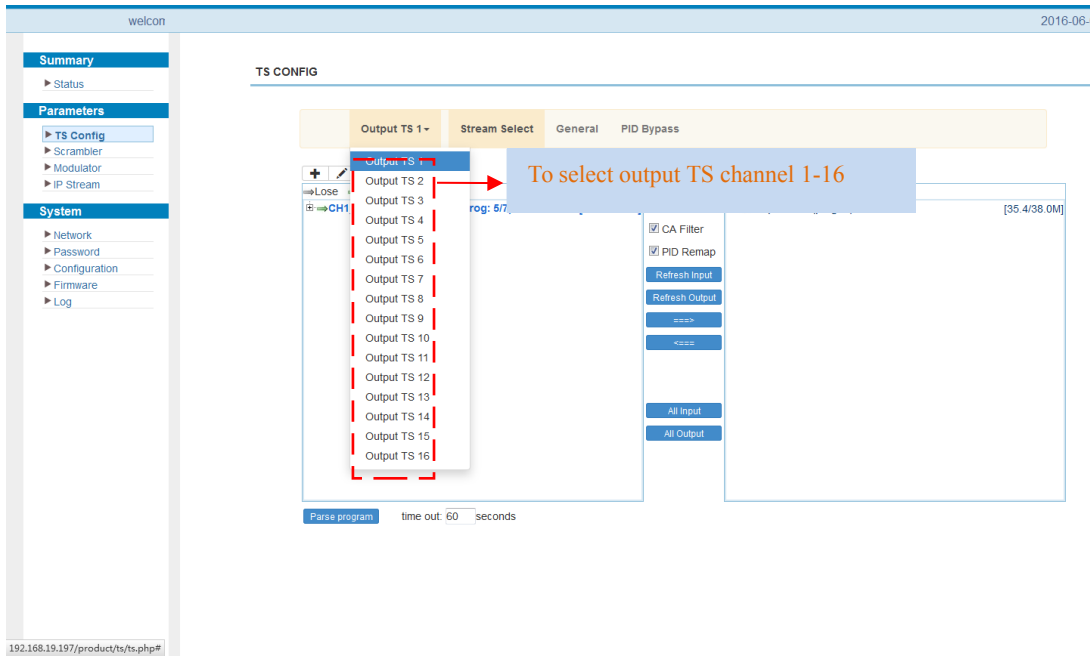 welcon
2016-06-
Summary
Status
Parameters
TS Config
Scrambler
Modulator
IP Stream
System
Network
Password
Configuration
Firmware
Log
TS CONFIG
Output TS 1 Stream Select General PID Bypass
Output TS 1
Output TS 2
Output TS 3
Output TS 4
Output TS 5
Output TS 6
Output TS 7
Output TS 8
Output TS 9
Output TS 10
Output TS 11
Output TS 12
Output TS 13
Output TS 14
Output TS 15
Output TS 16
To select output TS channel 1-16
Lose
CH1 rog: 5/7
CA Filter
PID Remap
Refresh Input
Refresh Output
===>
<===
All Input
All Output
[35.4/38.0M]
Parse program time out: 60 seconds
192.168.19.197/product/ts/ts.php#